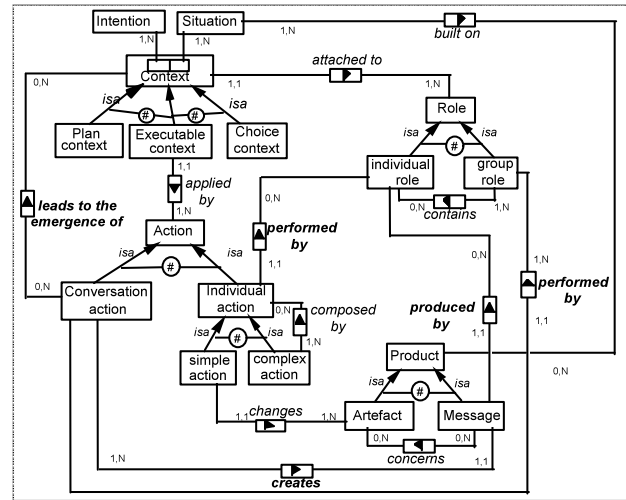 Intention
Situation
1,N
1,N
1,N
built on
attached to
0,N
Context
1,1
1,N
isa
#
#
isa
Role
Plan
context
Executable
context
Choice
context
isa
#
isa
individual
role
group
role
1,1
applied
by
1,N
0,N
0,N
1,N
contains
leads to the
emergence of
Action
performed
by
isa
#
isa
1,1
0,N
1,N
performed
by
0,N
Conversation
action
Individual
action
0,N
composed
by
1,N
produced
by
1,1
isa
#
isa
simple
action
complex
action
Product
1,1
0,N
isa
#
isa
1,1
changes
1,N
Artefact
Message
0,N
0,N
concerns
1,N
1,1
creates